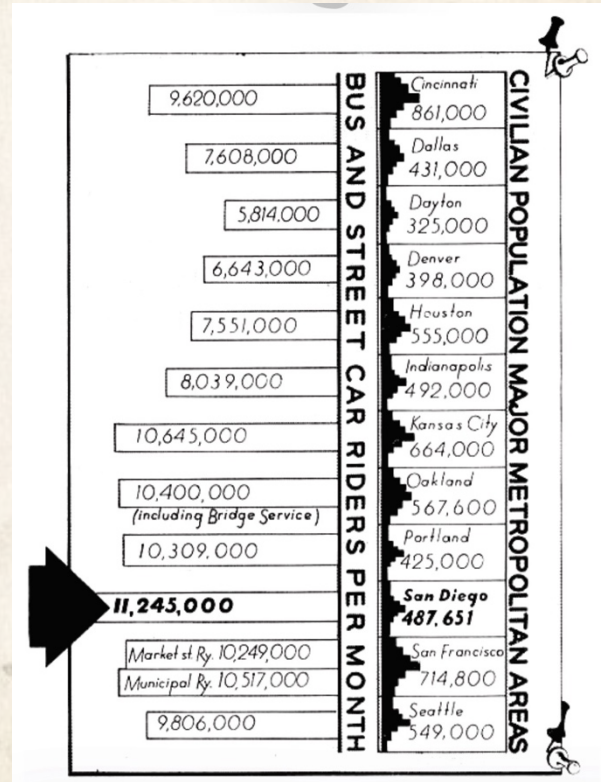 BUS AND STREET CAR RIDERS PER MONTH
CIVILIAN POPULATION MAJOR METROPOLITAN AREAS
9,620,000
Cincinnati
861,000
7,608,000
Dallas
431,000
5,814,000
Dayton
325,000
6,643,000
Denver
398,000
7,551,000
Houston
555,000
8,039,000
Indianapolis
492,000
10,645,000
Kansas City
664,000
10,400,000
(including Bridge Service)
Oakland
567,600
10,309,000
Portland
425,000
11,245,000
San Diego
487,651
Market st. Ry. 10,249,000
Municipal Ry. 10,517,000
San Francisco
714,800
9,806,000
Seattle
549,000